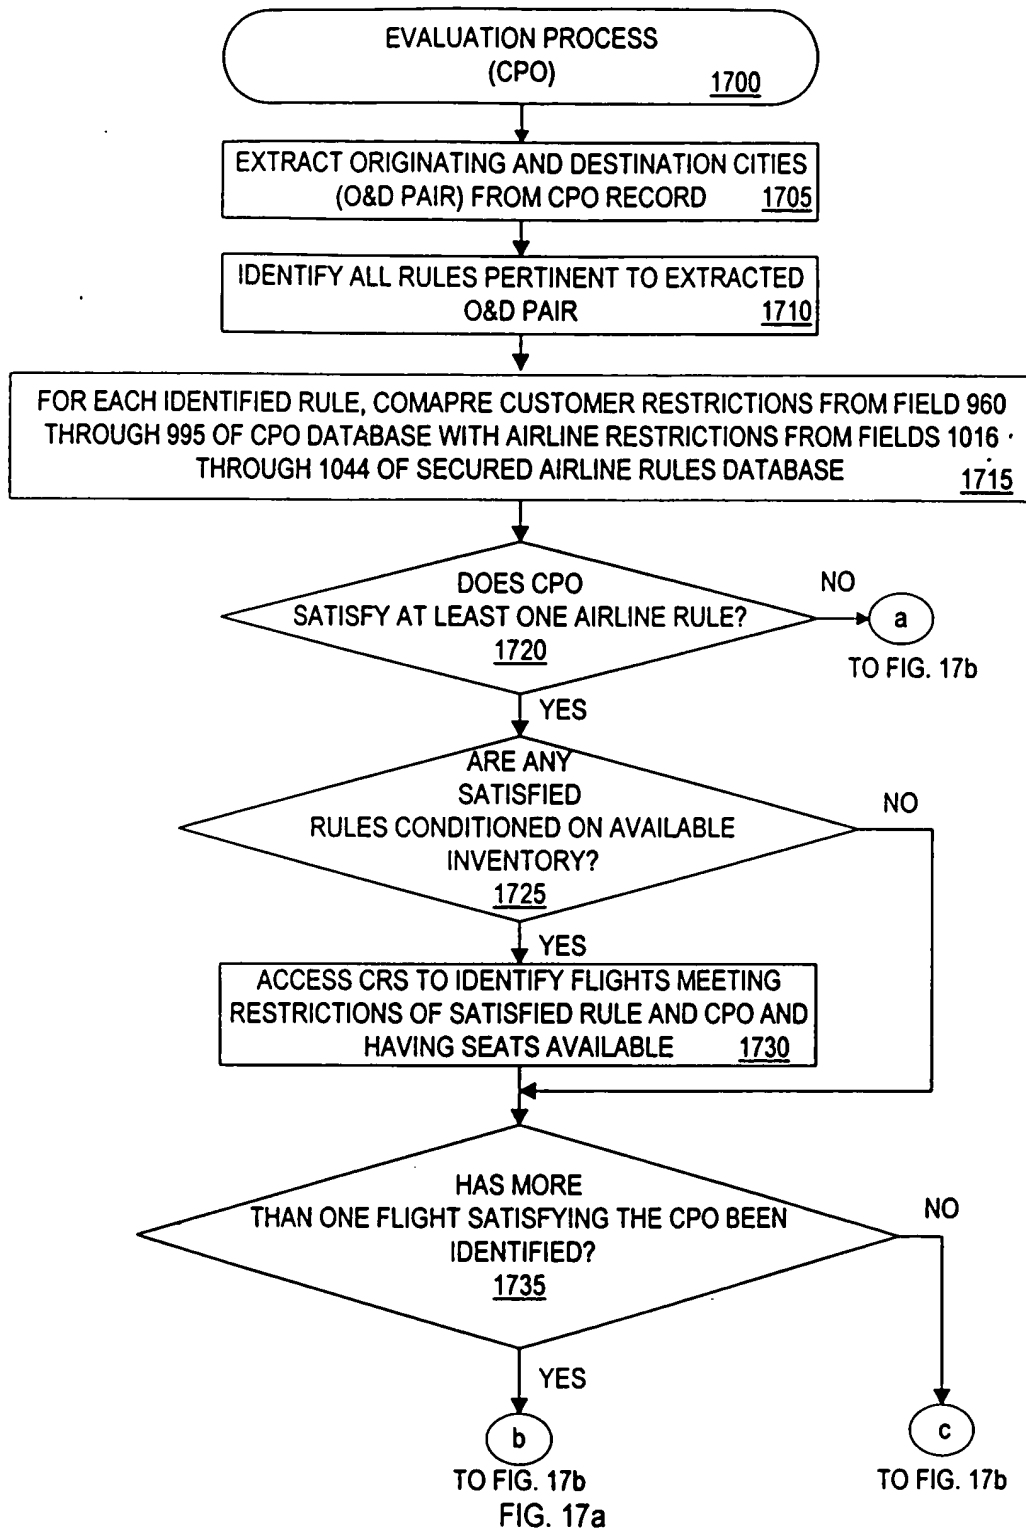 EVALUATION PROCESS
(CPO)
1700
EXTRACT ORIGINATING AND DESTINATION CITIES
(O&D PAIR) FROM CPO RECORD 1705
IDENTIFY ALL RULES PERTINENT TO EXTRACTED
O&D PAIR 1710
FOR EACH IDENTIFIED RULE, COMAPRE CUSTOMER RESTRICTIONS FROM FIELD 960
THROUGH 995 OF CPO DATABASE WITH AIRLINE RESTRICTIONS FROM FIELDS 1016
THROUGH 1044 OF SECURED AIRLINE RULES DATABASE 1715
DOES CPO
SATISFY AT LEAST ONE AIRLINE RULE?
1720
NO
a
TO FIG. 17b
YES
ARE ANY
SATISFIED
RULES CONDITIONED ON AVAILABLE
INVENTORY?
1725
NO
YES
ACCESS CRS TO IDENTIFY FLIGHTS MEETING
RESTRICTIONS OF SATISFIED RULE AND CPO AND
HAVING SEATS AVAILABLE 1730
HAS MORE
THAN ONE FLIGHT SATISFYING THE CPO BEEN
IDENTIFIED?
1735
NO
YES
b
TO FIG. 17b
c
TO FIG. 17b
FIG. 17a